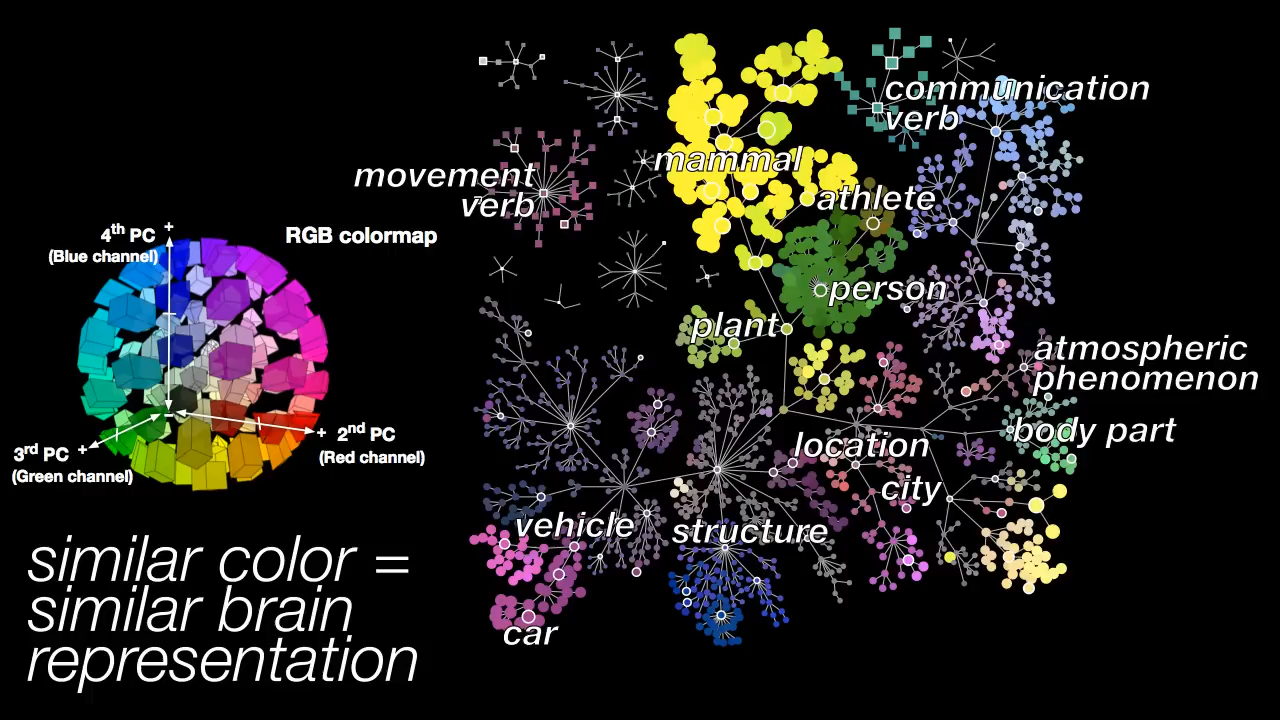 communication
verb
mammal
movement
verb
athlete
4th PC +
(Blue channel)
RGB colormap
person
plant
atmospheric
phenomenon
+ 2nd PC
(Red channel)
body part
location
3rd PC +
(Green channel)
city
vehicle
structure
similar color =
similar brain
representation
car